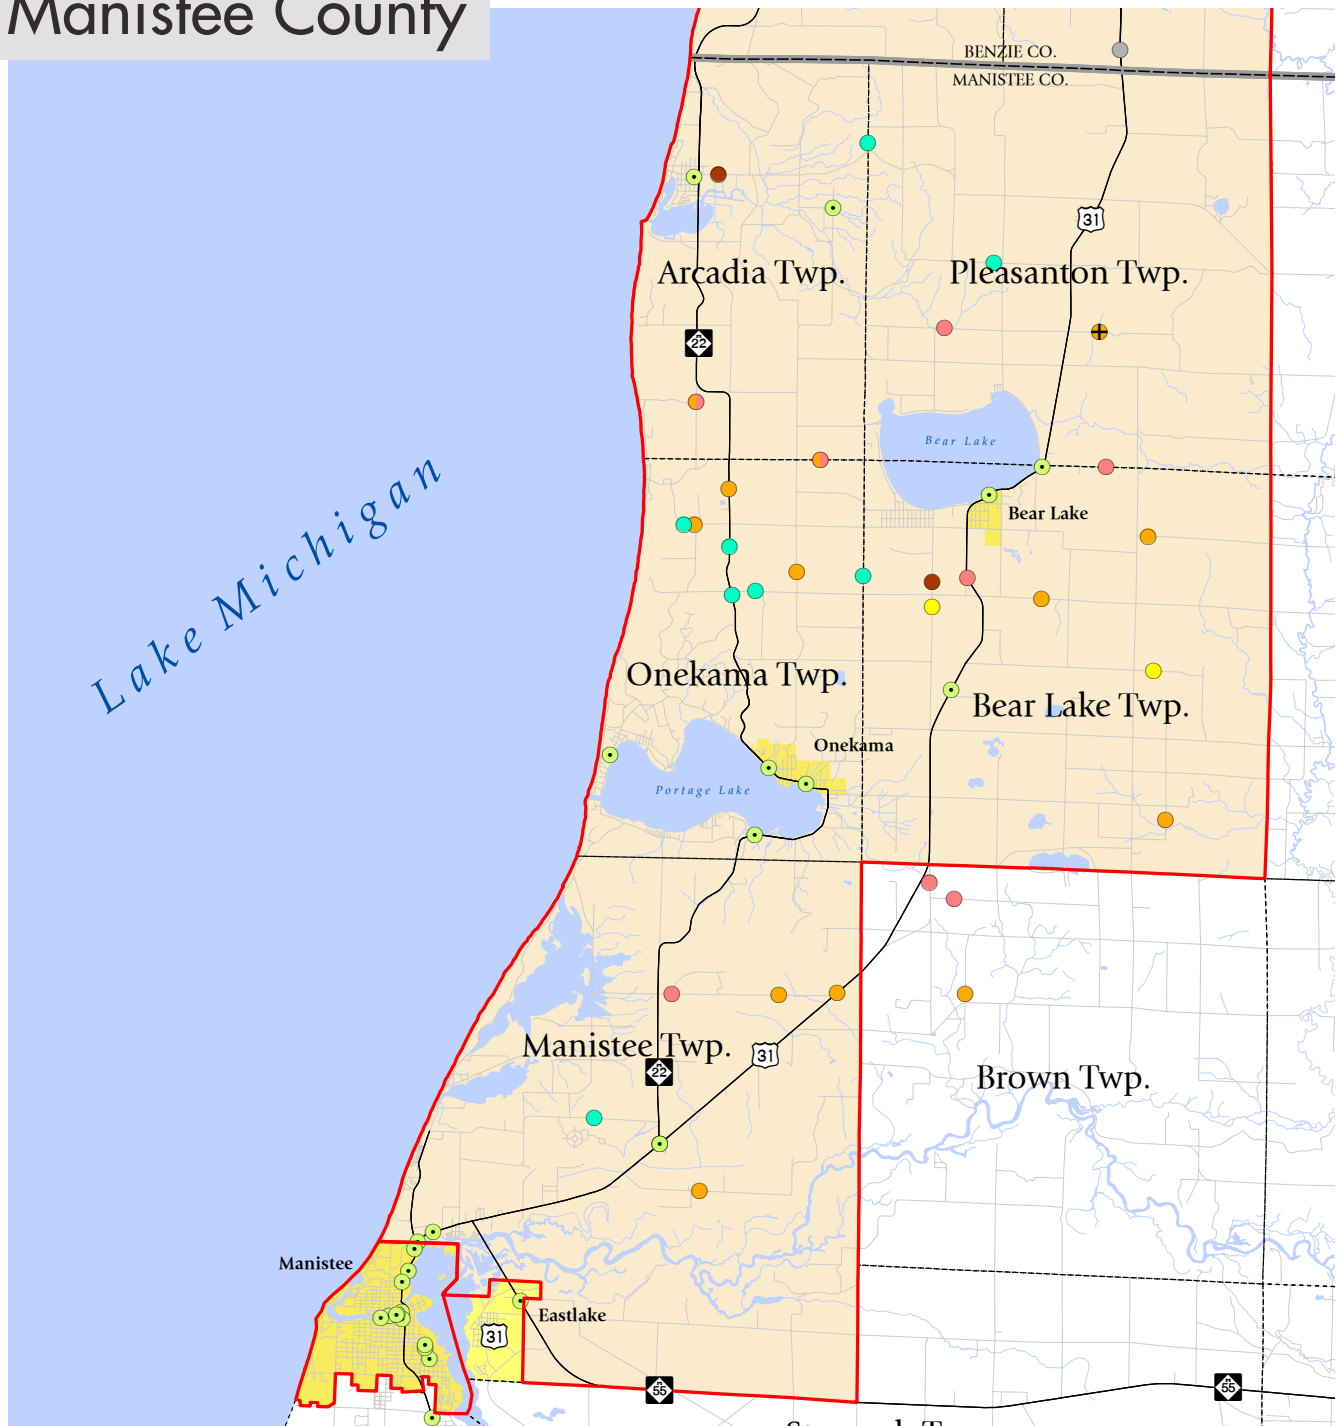 Manistee County
BENZIE CO.
MANISTEE CO.
31
Arcadia Twp.
Pleasanton Twp.
M
22
Bear Lake
Lake Michigan
Bear Lake
Onekama Twp.
Bear Lake Twp.
Onekama
Portage Lake
Manistee Twp.
31
M
22
Brown Twp.
Manistee
Eastlake
31
M
55
M
55